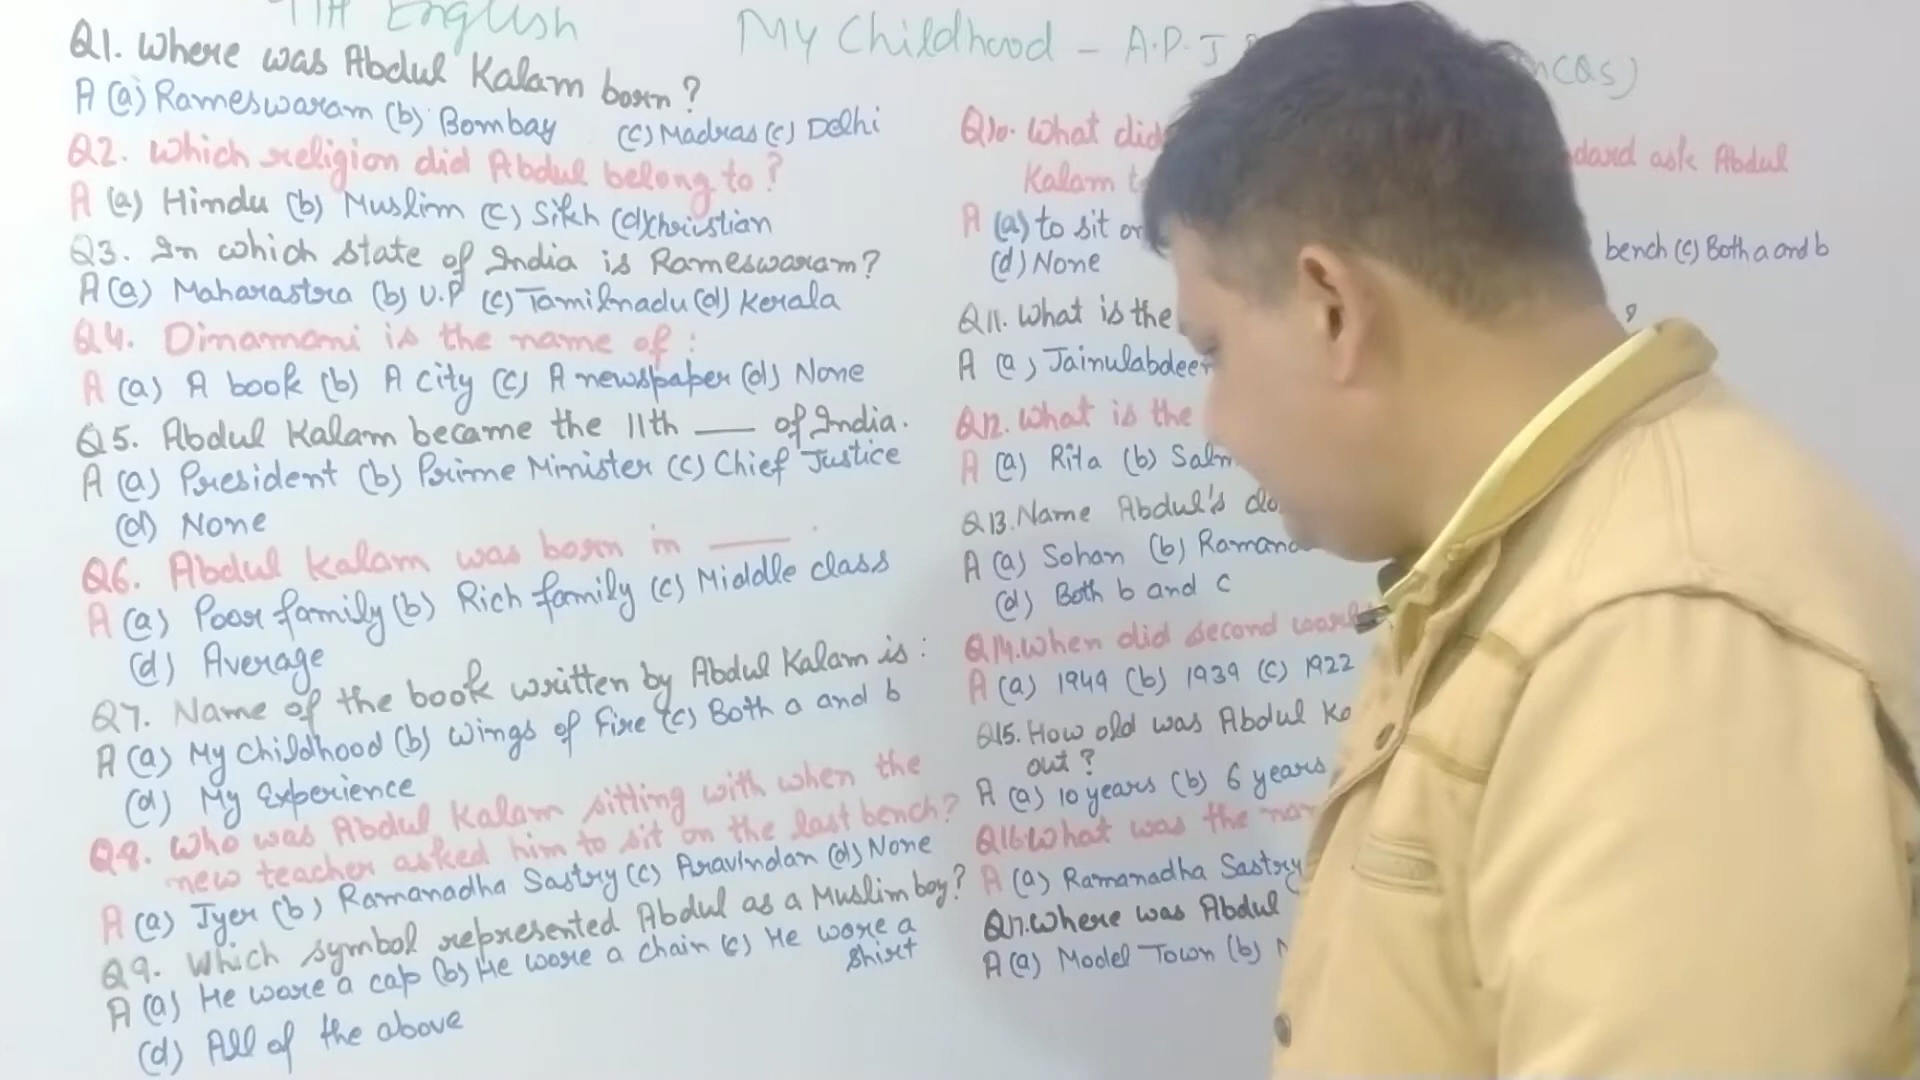 English
My Childhood - A.P.J
MCQs)
Q1. Where was Abdul Kalam born?
A (a) Rameswaram (b) Bombay (c) Madras (c) Delhi
Q2. Which religion did Abdul belong to?
A (a) Hindu (b) Muslim (c) Sikh (d) Christian
Q3. In which state of India is Rameswaram?
A (a) Maharastra (b) U.P (c) Tamilnadu (d) Kerala
Q4. Dinamani is the name of:
A (a) A book (b) A city (c) A newspaper (d) None
Q5. Abdul Kalam became the 11th ___ of India.
A (a) President (b) Prime Minister (c) Chief Justice
(d) None
Q6. Abdul Kalam was born in ____.
A (a) Poor family (b) Rich family (c) Middle class
(d) Average
Q7. Name of the book written by Abdul Kalam is:
A (a) My Childhood (b) Wings of Fire (c) Both a and b
(d) My Experience
Q8. Who was Abdul Kalam sitting with when the
new teacher asked him to sit on the last bench?
A (a) Iyer (b) Ramanadha Sastry (c) Aravindan (d) None
Q9. Which symbol represented Abdul as a Muslim boy?
A (a) He wore a cap (b) He wore a chain (c) He wore a
shirt
(d) All of the above
Q10. What did dard ask Abdul
Kalam
A (a) to sit on bench (c) Both a and b
(d) None
Q11. What is the ?
A (a) Jainulabdeen
Q12. What is the
A (a) Rita (b) Salm
Q13. Name Abdul's clo
A (a) Sohan (b) Ramana
(d) Both b and c
Q14. When did second world
A (a) 1949 (b) 1939 (c) 1922
Q15. How old was Abdul Ka
out?
A (a) 10 years (b) 6 years
Q16 What was the nam
A (a) Ramanadha Sastry
Q17. Where was Abdul
A (a) Model Town (b)